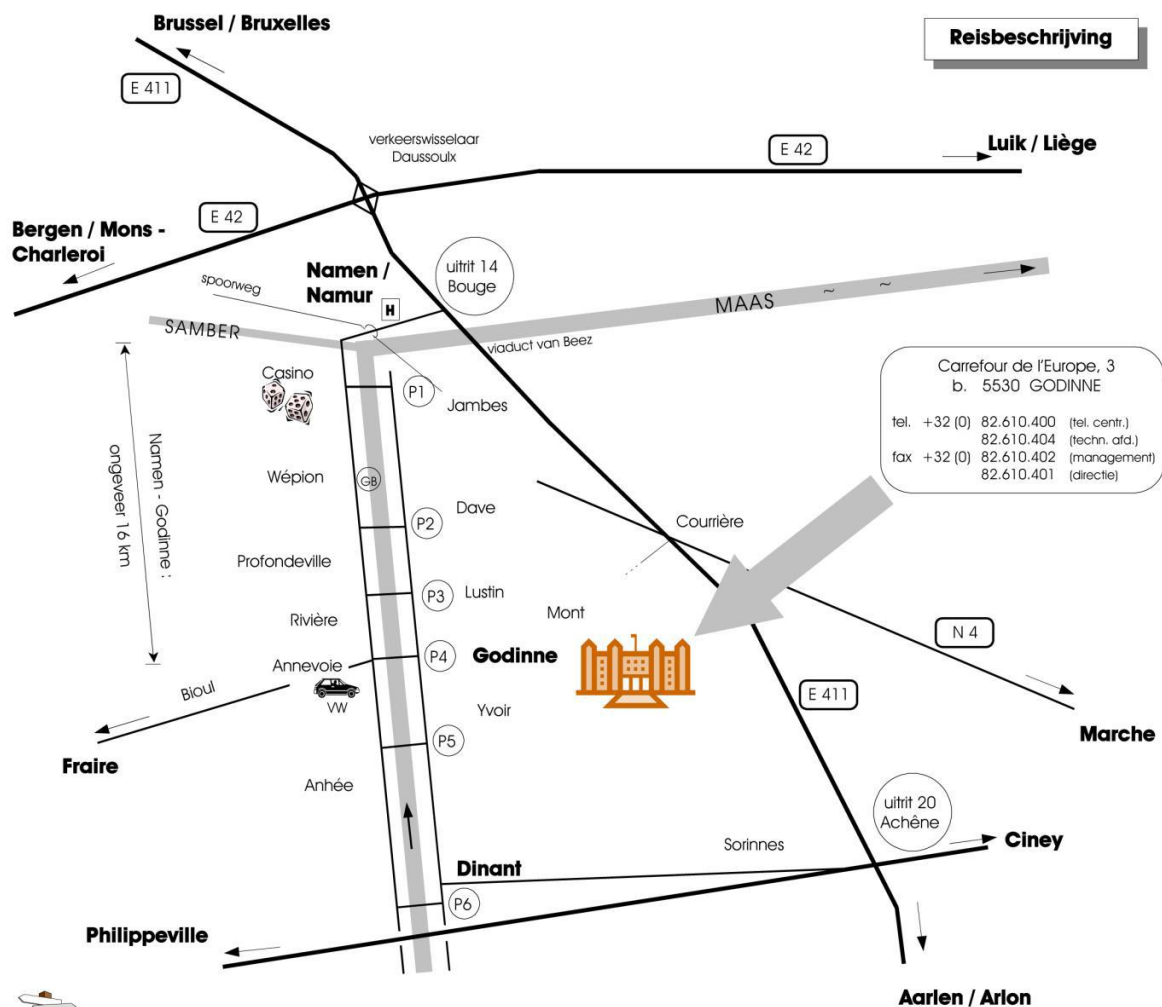 Brussel / Bruxelles
Reisbeschrijving
E 411
verkeerswisselaar
Daussoulx
E 42
Luik / Liège
E 42
Bergen / Mons -
Charleroi
Namen /
Namur
uitrit 14
Bouge
spoorweg
H
MAAS
~ ~
SAMBER
viaduct van Beez
Casino
P1
Jambes
Carrefour de l'Europe, 3
b. 5530 GODINNE
tel. +32 (0) 82.610.400 (tel. centr.)
82.610.404 (techn. afd.)
fax +32 (0) 82.610.402 (management)
82.610.401 (directie)
Namen - Godinne :
ongeveer 16 km
Wépion
GB
Dave
P2
Courrière
Profondeville
P3
Lustin
Mont
Rivière
N 4
Annevoie
P4
Godinne
Bioul
VW
E 411
Yvoir
P5
Marche
Fraire
Anhée
uitrit 20
Achêne
Sorinnes
Ciney
Dinant
P6
Philippeville
Aarlen / Arlon